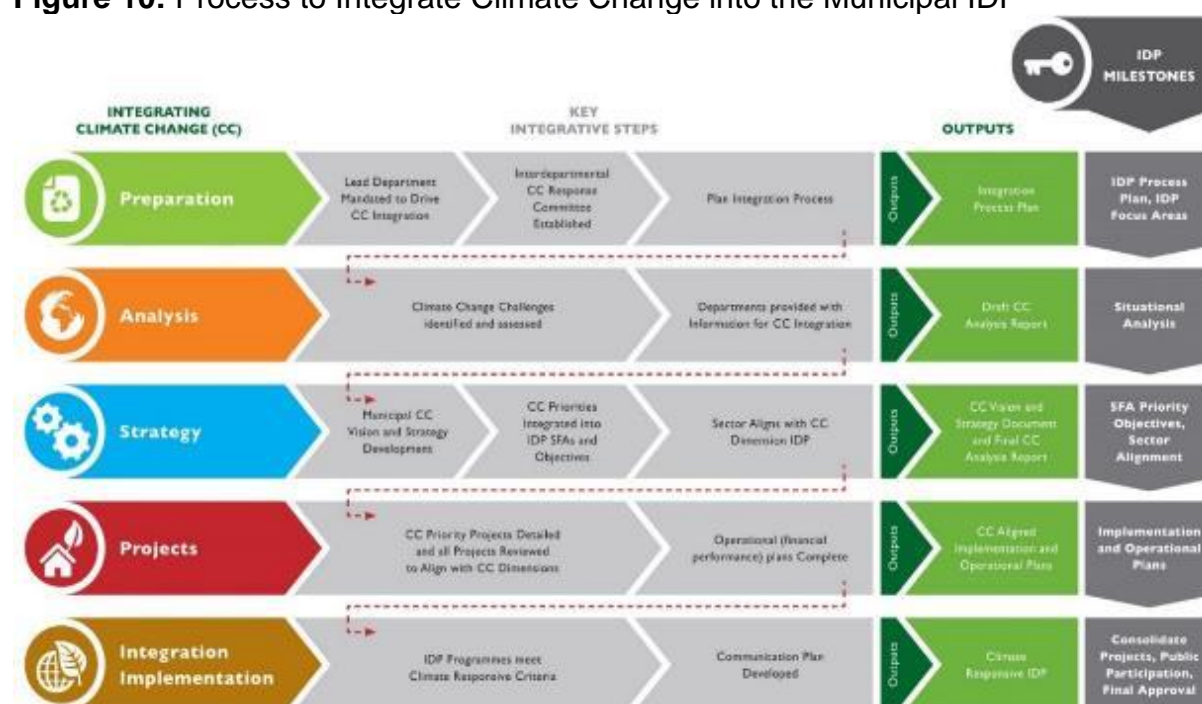 Figure 10: Process to Integrate Climate Change into the Municipal IDP
IDP
MILESTONES
INTEGRATING
CLIMATE CHANGE (CC)
KEY
INTEGRATIVE STEPS
OUTPUTS
Preparation
Lead Department
Mandated to Drive
CC Integration
Interdepartmental
CC Response
Committee
Established
Plan Integration Process
Outputs
Integration
Process Plan
IDP Process
Plan, IDP
Focus Areas
Analysis
Climate Change Challenges
identified and assessed
Departments provided with
Information for CC Integration
Outputs
Draft CC
Analysis Report
Situational
Analysis
Strategy
Municipal CC
Vision and Strategy
Development
CC Priorities
Integrated into
IDP SFAs and
Objectives
Sector Aligns with CC
Dimension IDP
Outputs
CC Vision and
Strategy Document
and Final CC
Analysis Report
SFA Priority
Objectives,
Sector
Alignment
Projects
CC Priority Projects Detailed
and all Projects Reviewed
to Align with CC Dimensions
Operational (financial
performance) plans Complete
Outputs
CC Aligned
Implementation and
Operational Plans
Implementation
and Operational
Plans
Integration
Implementation
IDP Programmes meet
Climate Responsive Criteria
Communication Plan
Developed
Outputs
Climate
Responsive IDP
Consolidate
Projects, Public
Participation,
Final Approval